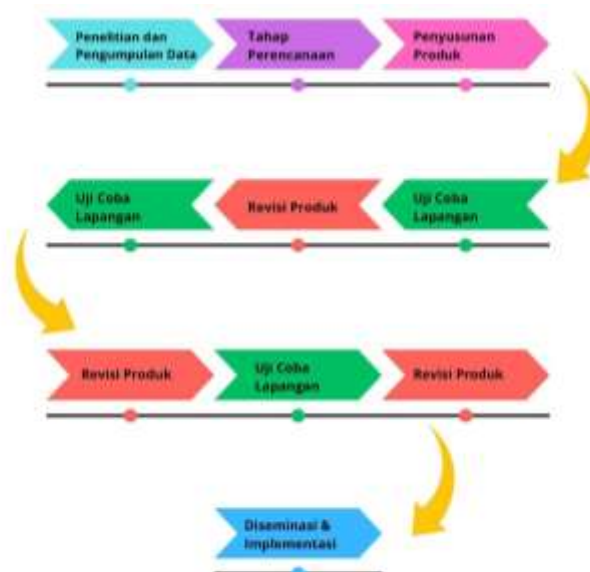 Penelitian dan
Pengumpulan Data
Tahap
Perencanaan
Penyusunan
Produk
Uji Coba
Lapangan
Revisi Produk
Uji Coba
Lapangan
Revisi Produk
Uji Coba
Lapangan
Revisi Produk
Diseminasi &
Implementasi